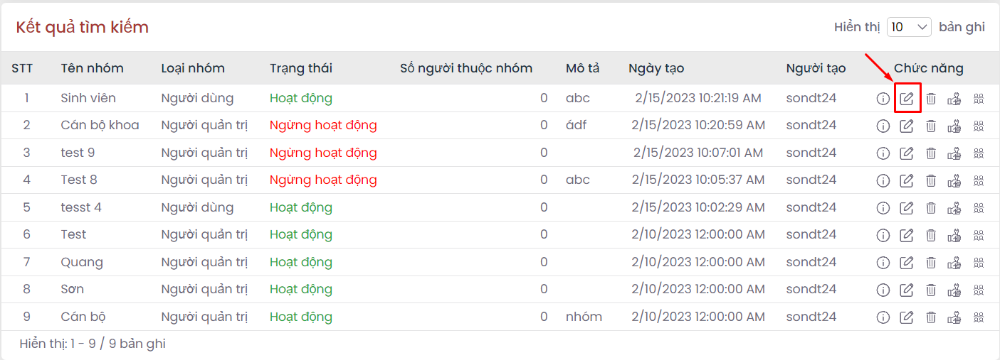 Kết quả tìm kiếm
Hiển thị 10 bản ghi
STT Tên nhóm Loại nhóm Trạng thái Số người thuộc nhóm Mô tả Ngày tạo Người tạo Chức năng
1 Sinh viên Người dùng Hoạt động 0 abc 2/15/2023 10:21:19 AM sondt24
2 Cán bộ khoa Người quản trị Ngừng hoạt động 0 ádf 2/15/2023 10:20:59 AM sondt24
3 test 9 Người quản trị Ngừng hoạt động 0 2/15/2023 10:07:01 AM sondt24
4 Test 8 Người quản trị Ngừng hoạt động 0 abc 2/15/2023 10:05:37 AM sondt24
5 tesst 4 Người dùng Hoạt động 0 2/15/2023 10:02:29 AM sondt24
6 Test Người quản trị Hoạt động 0 2/10/2023 12:00:00 AM sondt24
7 Quang Người quản trị Hoạt động 0 2/10/2023 12:00:00 AM sondt24
8 Sơn Người quản trị Hoạt động 0 2/10/2023 12:00:00 AM sondt24
9 Cán bộ Người quản trị Hoạt động 0 nhóm 2/10/2023 12:00:00 AM sondt24
Hiển thị: 1 - 9 / 9 bản ghi